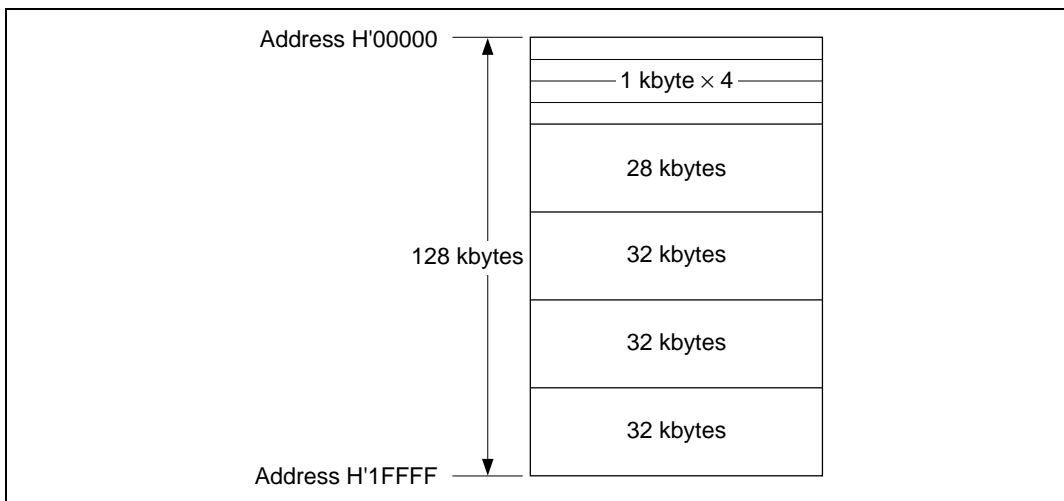 Address H'00000
1 kbyte × 4
28 kbytes
128 kbytes
32 kbytes
32 kbytes
32 kbytes
Address H'1FFFF